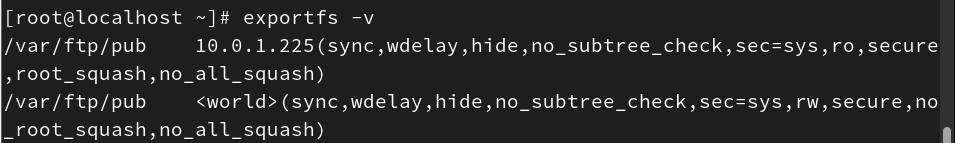 [root@localhost ~]# exportfs -v
/var/ftp/pub    10.0.1.225(sync,wdelay,hide,no_subtree_check,sec=sys,ro,secure
,root_squash,no_all_squash)
/var/ftp/pub    <world>(sync,wdelay,hide,no_subtree_check,sec=sys,rw,secure,no
_root_squash,no_all_squash)